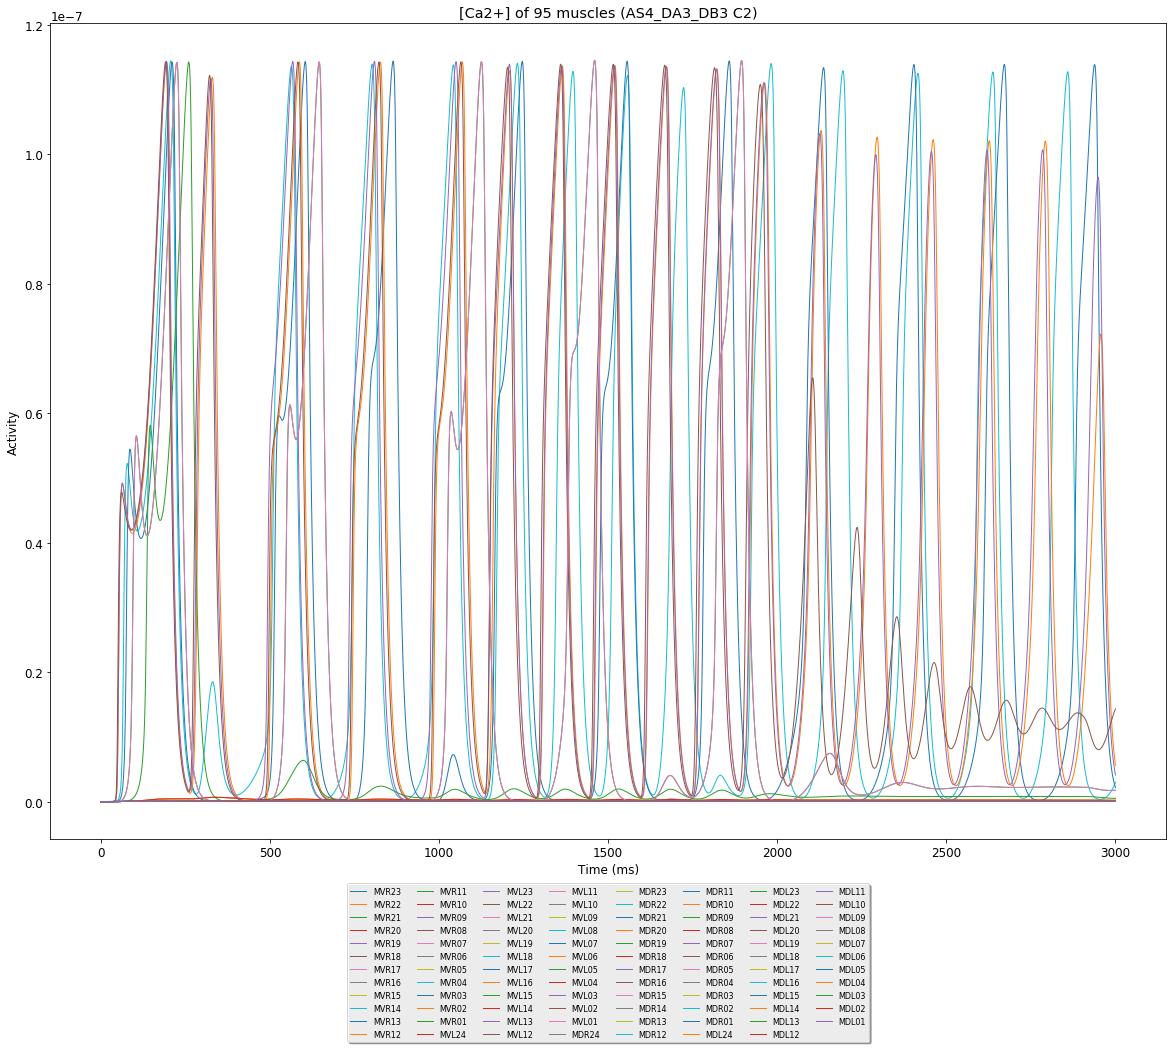 [Ca2+] of 95 muscles (AS4_DA3_DB3 C2)
1e−7
1.2
1.0
0.8
0.6
0.4
0.2
0.0
Activity
0 500 1000 1500 2000 2500 3000
Time (ms)
MVR23 MVR11 MVL23 MVL11 MDR23 MDR11 MDL23 MDL11
MVR22 MVR10 MVL22 MVL10 MDR22 MDR10 MDL22 MDL10
MVR21 MVR09 MVL21 MVL09 MDR21 MDR09 MDL21 MDL09
MVR20 MVR08 MVL20 MVL08 MDR20 MDR08 MDL20 MDL08
MVR19 MVR07 MVL19 MVL07 MDR19 MDR07 MDL19 MDL07
MVR18 MVR06 MVL18 MVL06 MDR18 MDR06 MDL18 MDL06
MVR17 MVR05 MVL17 MVL05 MDR17 MDR05 MDL17 MDL05
MVR16 MVR04 MVL16 MVL04 MDR16 MDR04 MDL16 MDL04
MVR15 MVR03 MVL15 MVL03 MDR15 MDR03 MDL15 MDL03
MVR14 MVR02 MVL14 MVL02 MDR14 MDR02 MDL14 MDL02
MVR13 MVR01 MVL13 MVL01 MDR13 MDR01 MDL13 MDL01
MVR12 MVL24 MVL12 MDR24 MDR12 MDL24 MDL12